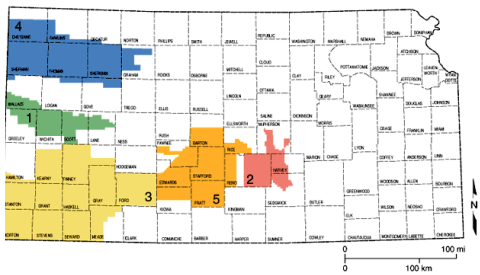 4
CHEYENNE RAWLINS DECATUR NORTON PHILLIPS SMITH JEWELL REPUBLIC WASHINGTON MARSHALL NEMAHA BROWN DONIPHAN
SHERMAN THOMAS SHERIDAN GRAHAM ROOKS OSBORNE MITCHELL CLOUD CLAY RILEY POTTAWATOMIE JACKSON ATCHISON
JEFFERSON LEAVEN WORTH
LINCOLN OTTAWA GEARY WABAUNSEE SHAWNEE DOUGLAS JOHNSON
WALLACE LOGAN GOVE TREGO ELLIS RUSSELL ELLSWORTH SALINE DICKINSON MORRIS
1
GREELEY WICHITA SCOTT LANE NESS RUSH BARTON RICE MCPHERSON MARION CHASE LYON OSAGE FRANKLIN MIAMI
PAWNEE
HODGEMAN
HAMILTON KEARNY FINNEY EDWARDS STAFFORD RENO HARVEY COFFEY ANDERSON LINN
2
STANTON GRANT HASKELL GRAY FORD 3 KIOWA PRATT 5 KINGMAN SEDGWICK BUTLER GREENWOOD WOODSON ALLEN BOURBON
ELK WILSON NEOSHO CRAWFORD
MORTON STEVENS SEWARD MEADE CLARK COMANCHE BARBER HARPER SUMNER COWLEY CHAUTAUQUA MONTGOMERY LABETTE CHEROKEE
N
0 100 mi
0 100 km